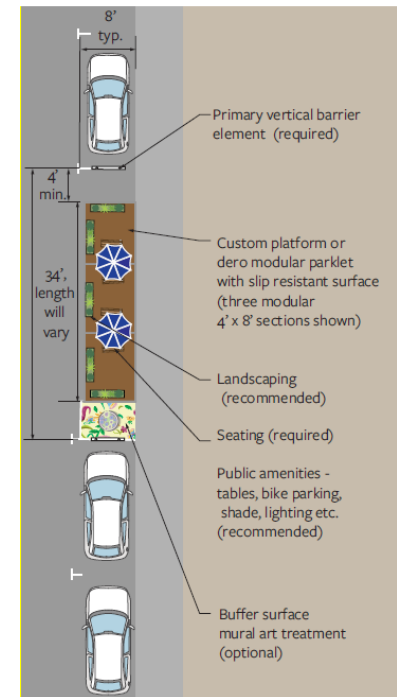 8’
typ.
Primary vertical barrier
element (required)
4’
min.
Custom platform or
dero modular parklet
with slip resistant surface
(three modular
4’ x 8’ sections shown)
34’,
length
will
vary
Landscaping
(recommended)
Seating (required)
Public amenities -
tables, bike parking,
shade, lighting etc.
(recommended)
Buffer surface
mural art treatment
(optional)